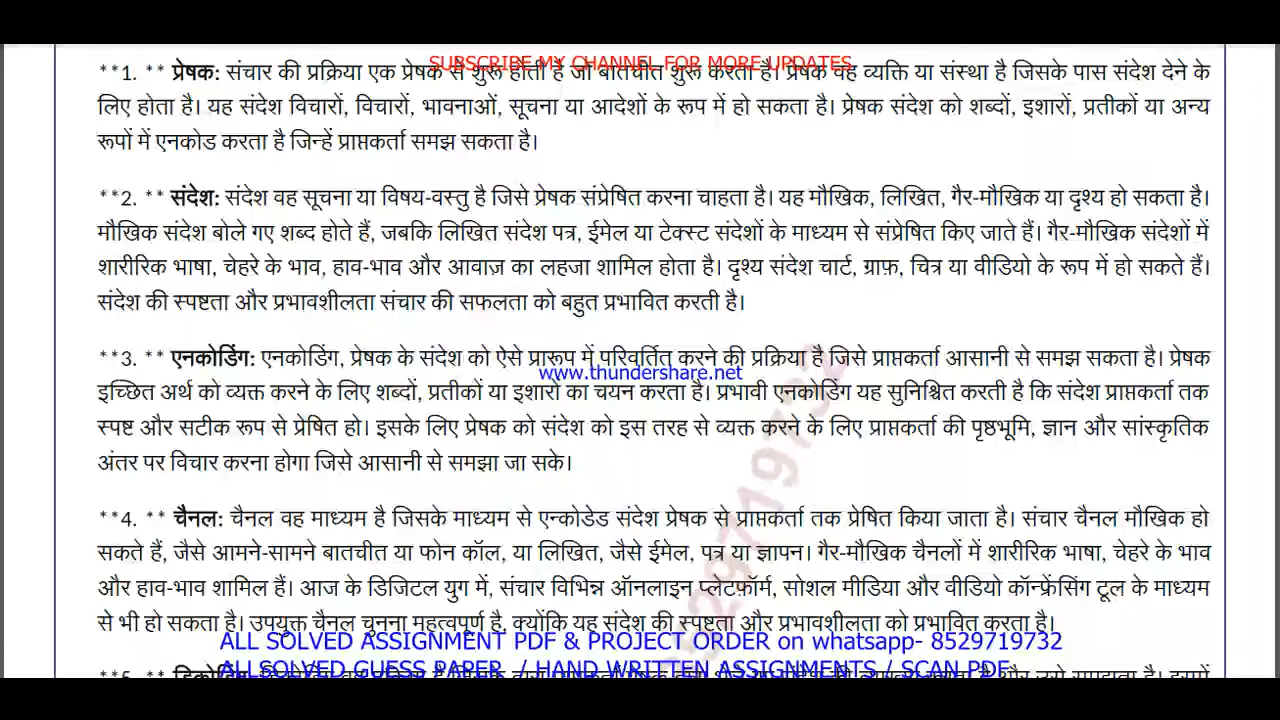 SUBSCRIBE MY CHANNEL FOR MORE UPDATES
**1. ** प्रेषक: संचार की प्रक्रिया एक प्रेषक से शुरू होती है जो बातचीत शुरू करता है। प्रेषक वह व्यक्ति या संस्था है जिसके पास संदेश देने के
लिए होता है। यह संदेश विचारों, विचारों, भावनाओं, सूचना या आदेशों के रूप में हो सकता है। प्रेषक संदेश को शब्दों, इशारों, प्रतीकों या अन्य
रूपों में एनकोड करता है जिन्हें प्राप्तकर्ता समझ सकता है।
**2. ** संदेश: संदेश वह सूचना या विषय-वस्तु है जिसे प्रेषक संप्रेषित करना चाहता है। यह मौखिक, लिखित, गैर-मौखिक या दृश्य हो सकता है।
मौखिक संदेश बोले गए शब्द होते हैं, जबकि लिखित संदेश पत्र, ईमेल या टेक्स्ट संदेशों के माध्यम से संप्रेषित किए जाते हैं। गैर-मौखिक संदेशों में
शारीरिक भाषा, चेहरे के भाव, हाव-भाव और आवाज़ का लहजा शामिल होता है। दृश्य संदेश चार्ट, ग्राफ़, चित्र या वीडियो के रूप में हो सकते हैं।
संदेश की स्पष्टता और प्रभावशीलता संचार की सफलता को बहुत प्रभावित करती है।
**3. ** एनकोडिंग: एनकोडिंग, प्रेषक के संदेश को ऐसे प्रारूप में परिवर्तित करने की प्रक्रिया है जिसे प्राप्तकर्ता आसानी से समझ सकता है। प्रेषक
www.thundershare.net
इच्छित अर्थ को व्यक्त करने के लिए शब्दों, प्रतीकों या इशारों का चयन करता है। प्रभावी एनकोडिंग यह सुनिश्चित करती है कि संदेश प्राप्तकर्ता तक
स्पष्ट और सटीक रूप से प्रेषित हो। इसके लिए प्रेषक को संदेश को इस तरह से व्यक्त करने के लिए प्राप्तकर्ता की पृष्ठभूमि, ज्ञान और सांस्कृतिक
अंतर पर विचार करना होगा जिसे आसानी से समझा जा सके।
**4. ** चैनल: चैनल वह माध्यम है जिसके माध्यम से एन्कोडेड संदेश प्रेषक से प्राप्तकर्ता तक प्रेषित किया जाता है। संचार चैनल मौखिक हो
सकते हैं, जैसे आमने-सामने बातचीत या फोन कॉल, या लिखित, जैसे ईमेल, पत्र या ज्ञापन। गैर-मौखिक चैनलों में शारीरिक भाषा, चेहरे के भाव
और हाव-भाव शामिल हैं। आज के डिजिटल युग में, संचार विभिन्न ऑनलाइन प्लेटफ़ॉर्म, सोशल मीडिया और वीडियो कॉन्फ़्रेंसिंग टूल के माध्यम
से भी हो सकता है। उपयुक्त चैनल चुनना महत्वपूर्ण है, क्योंकि यह संदेश की स्पष्टता और प्रभावशीलता को प्रभावित करता है।
8529719732
ALL SOLVED ASSIGNMENT PDF & PROJECT ORDER on whatsapp- 8529719732
ALL SOLVED GUESS PAPER / HAND WRITTEN ASSIGNMENTS / SCAN PDF